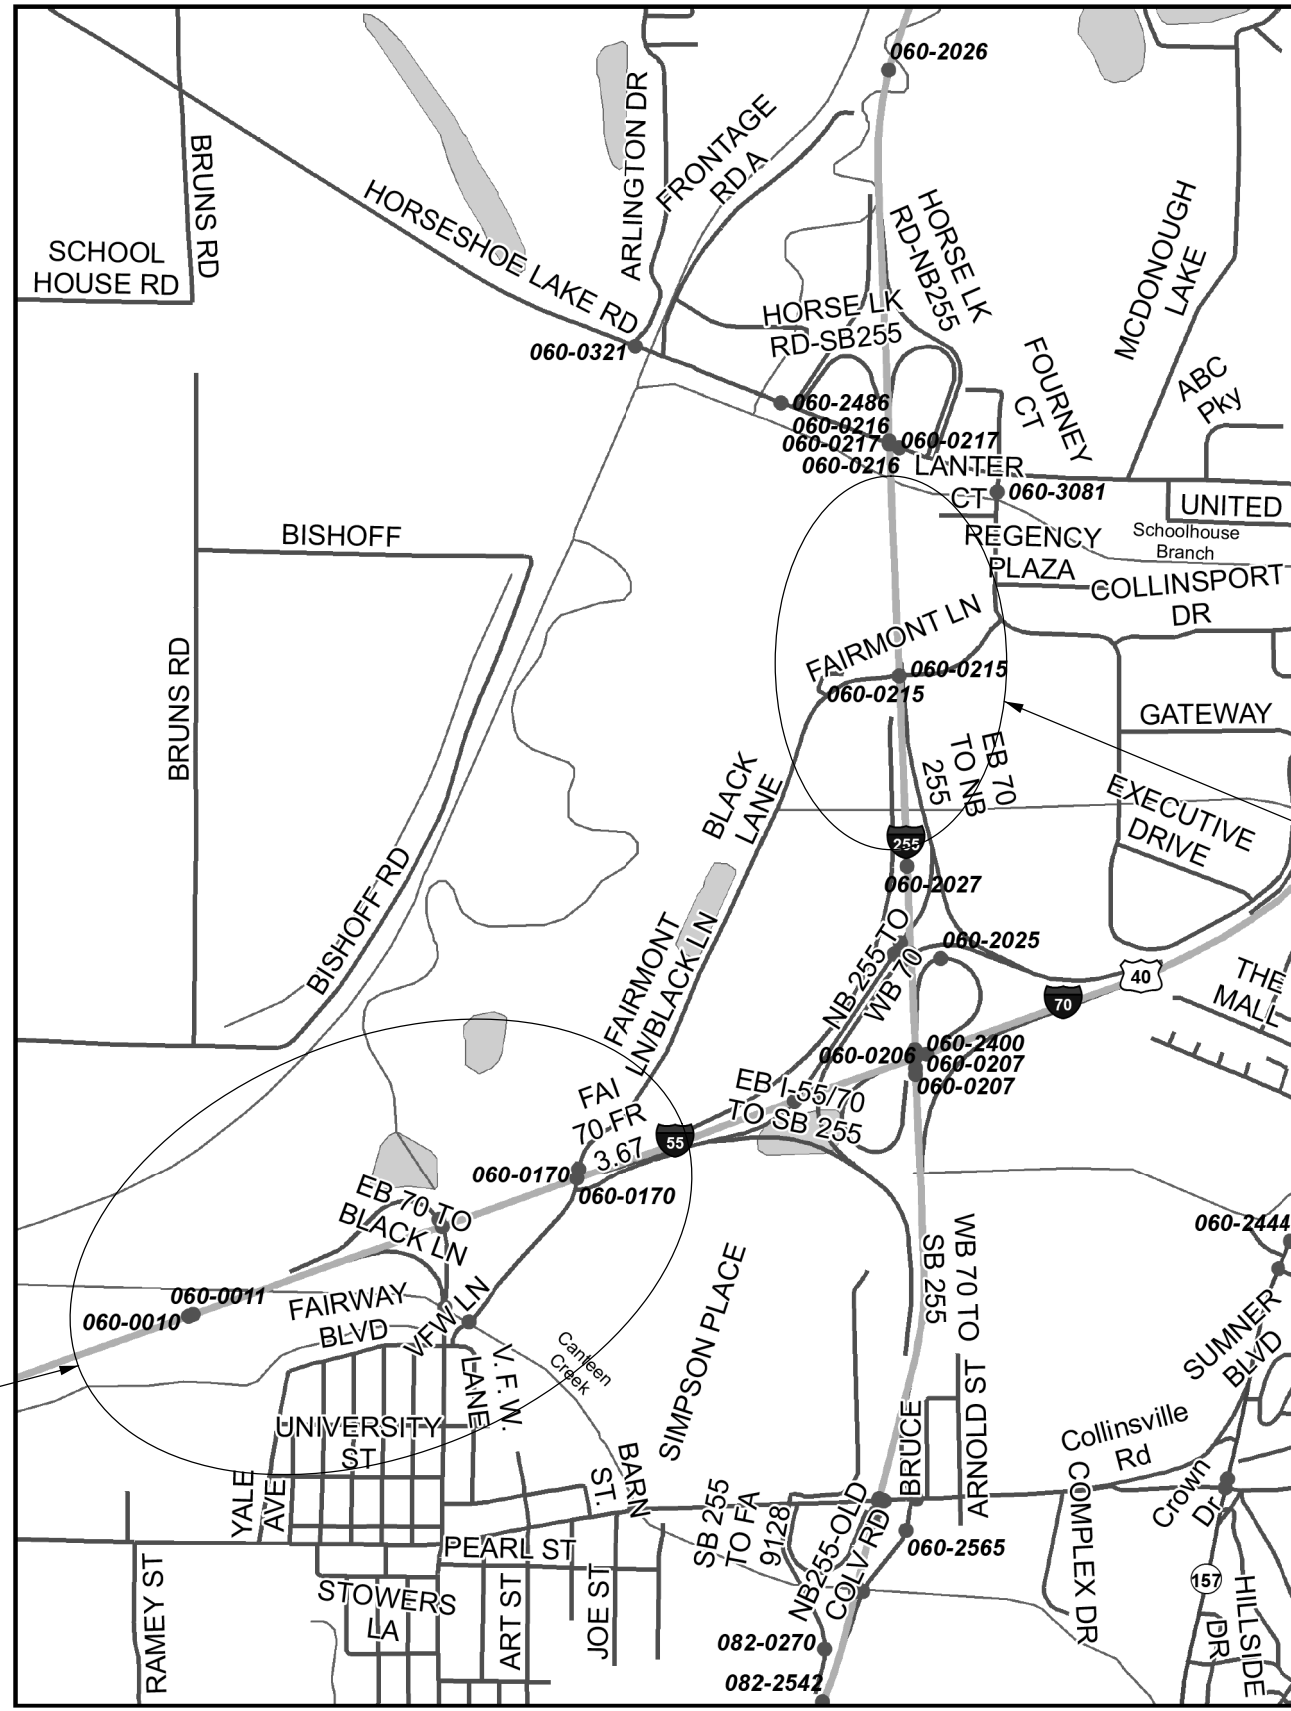 060-2026
BRUNS RD
ARLINGTON DR
FRONTAGE
RD A
HORSESHOE LAKE RD
SCHOOL
HOUSE RD
HORSE LK
RD-NB255
MCDONOUGH
LAKE
HORSE LK
RD-SB255
060-0321
FOURNEY
CT
ABC
Pky
060-2486
060-0216
060-0217
060-0217
060-0216
LANTER
CT
060-3081
UNITED
BISHOFF
REGENCY
PLAZA
Schoolhouse
Branch
COLLINSPORT
DR
FAIRMONT LN
060-0215
060-0215
BRUNS RD
GATEWAY
EB 70
TO NB
255
BLACK
LANE
EXECUTIVE
DRIVE
255
060-2027
BISHOFF RD
FAIRMONT
LN/BLACK LN
NB-255 TO
WB 70
060-2025
40
THE
MALL
70
060-2400
060-0206
060-0207
060-0207
EB I-55/70
TO SB 255
FAI
70-FR
3.67
55
060-0170
060-0170
EB 70 TO
BLACK LN
WB 70 TO
SB 255
060-2444
060-0011
060-0010
FAIRWAY
BLVD
VFW LN
V.F.W.
LANE
Canteen
Creek
SIMPSON PLACE
SUMNER
BLVD
UNIVERSITY
ST
BRUCE
ARNOLD ST
Collinsville
Rd
YALE
AVE
BARN
ST.
SB 255
TO FA
9128
NB255-OLD
COLV RD
COMPLEX DR
Crown
Dr
PEARL ST
060-2565
RAMEY ST
STOWERS
LA
ART ST
JOE ST
157
HILLSIDE
DR
082-0270
082-2542